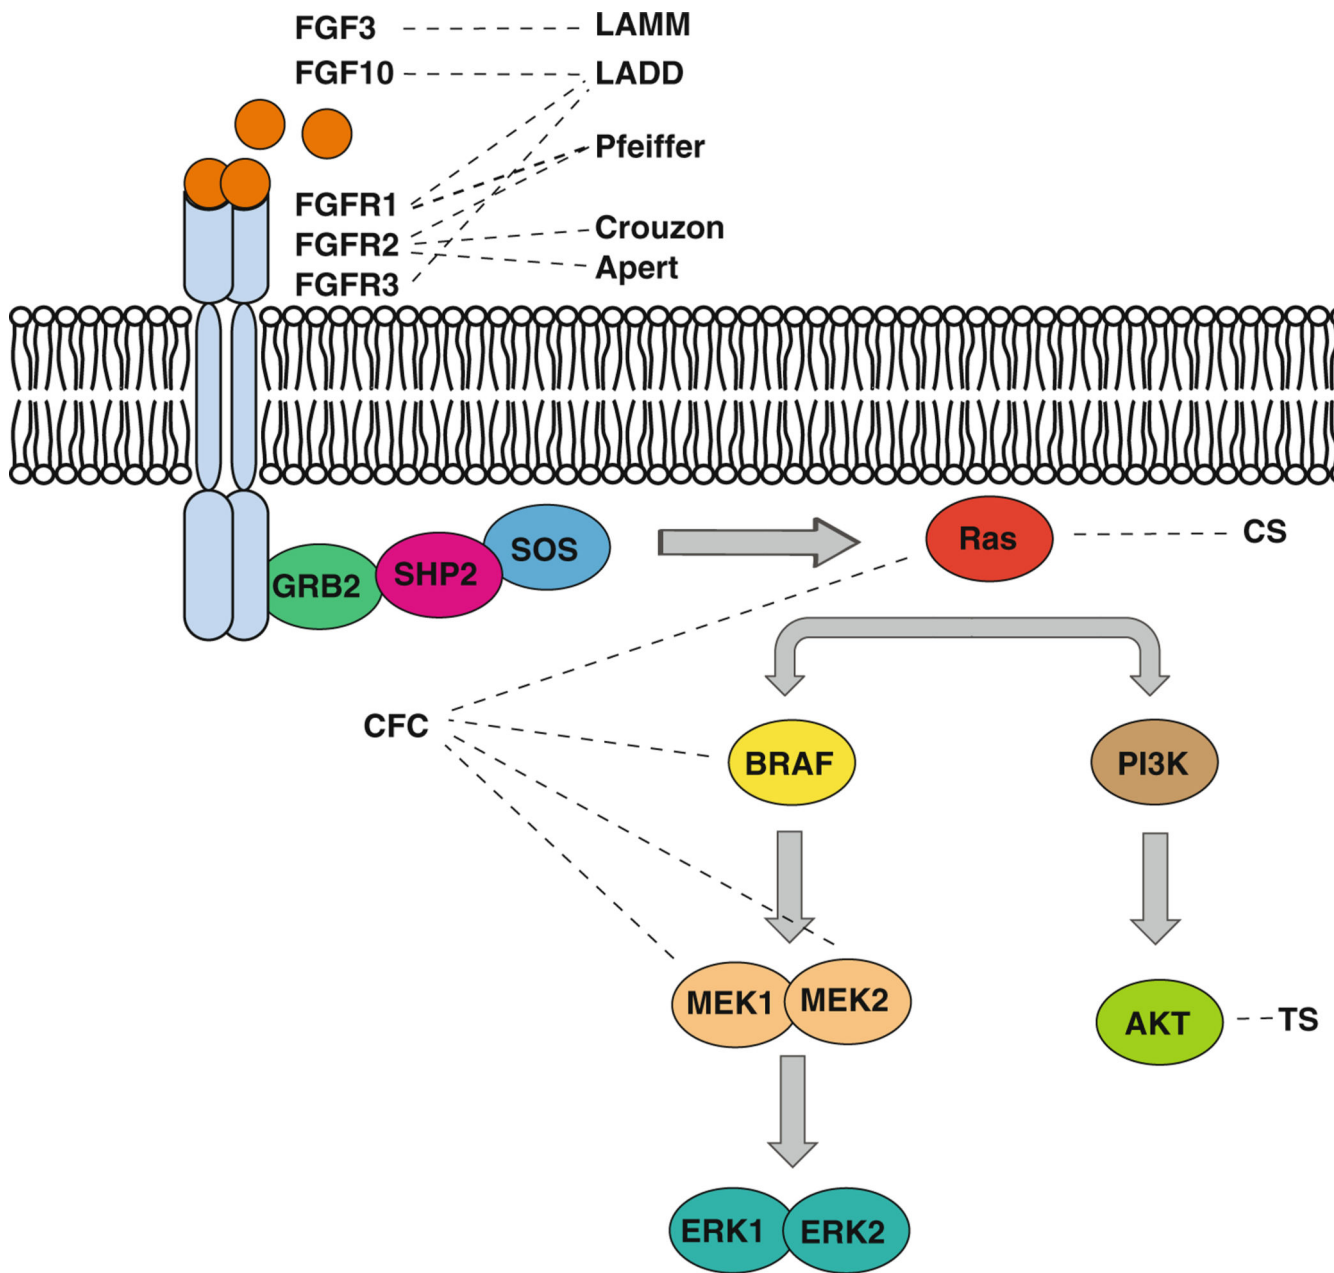 FGF3 LAMM
FGF10 LADD
Pfeiffer
FGFR1
Crouzon
FGFR2
Apert
FGFR3
SOS
Ras
CS
SHP2
GRB2
CFC
BRAF
PI3K
MEK1
MEK2
AKT
TS
ERK1
ERK2